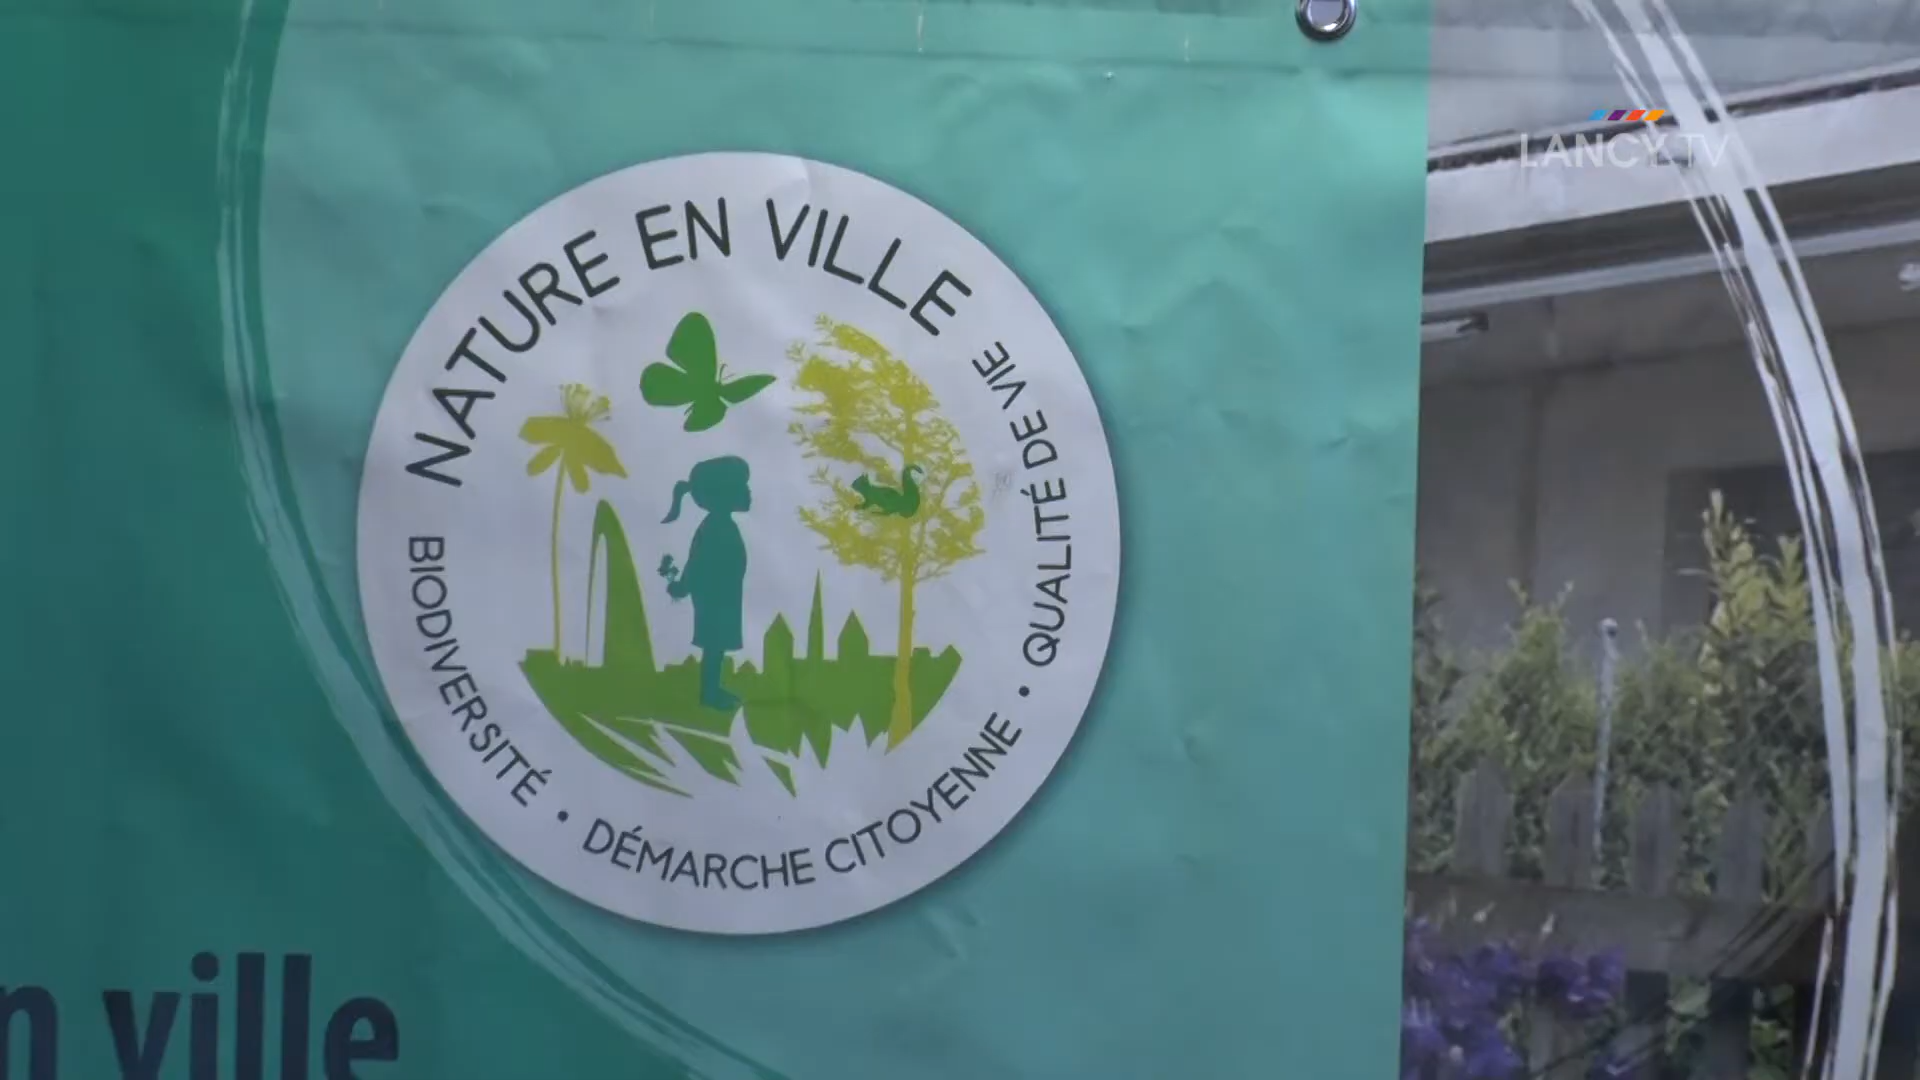 LANCY.TV
NATURE EN VILLE
BIODIVERSITÉ • DÉMARCHE CITOYENNE • QUALITÉ DE VIE
n ville